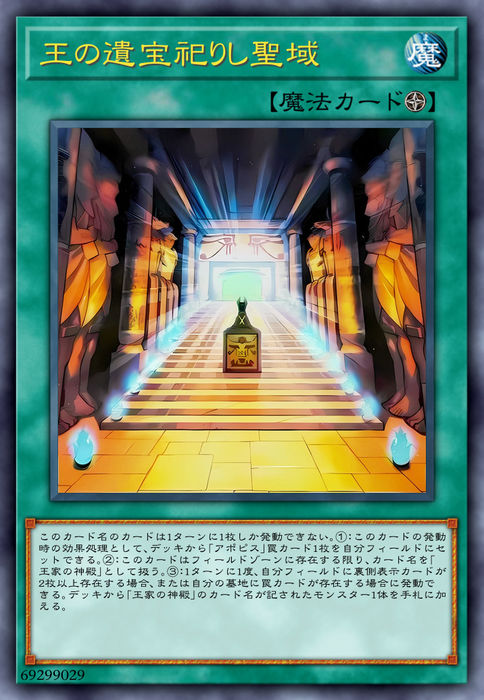 王の遺宝祀りし聖域
魔
【魔法カード】
このカード名のカードは1ターンに1枚しか発動できない。①:このカードの発動
時の効果処理として、デッキから「アポピス」罠カード1枚を自分フィールドにセ
ットできる。②:このカードはフィールドゾーンに存在する限り、カード名を「
王家の神殿」として扱う。③:1ターンに1度、自分フィールドに裏側表示カードが
2枚以上存在する場合、または自分の墓地に罠カードが存在する場合に発動で
きる。デッキから「王家の神殿」のカード名が記されたモンスター1体を手札に加
える。
69299029